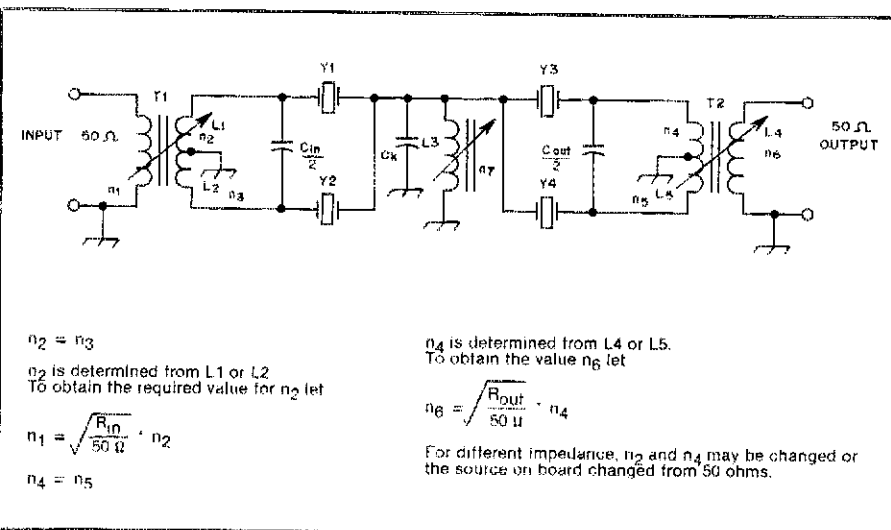 Y1
Y3
T1
T2
L1
n2
L4
n4
INPUT 50 Ω
Cin
2
Ck
L3
Cout
2
50 Ω
OUTPUT
n6
L2
n7
n1
n3
Y2
Y4
n5
L5
n2 = n3
n2 is determined from L1 or L2
To obtain the required value for n2 let
n1 = √Rin/50 Ω · n2
n4 = n5
n4 is determined from L4 or L5.
To obtain the value n6 let
n6 = √Rout/50 Ω · n4
For different impedance, n2 and n4 may be changed or
the source on board changed from 50 ohms.